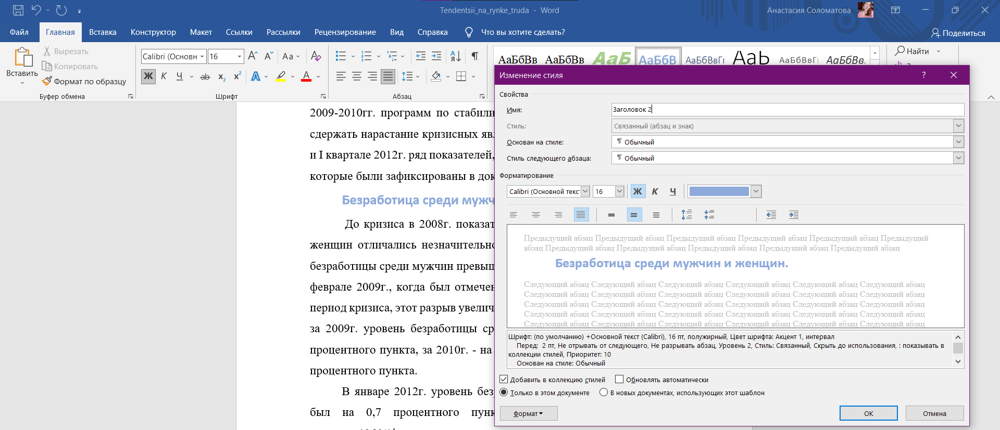 Tendentsii_na_rynke_truda - Word
Анастасия Соломатова
Файл Главная Вставка Конструктор Макет Ссылки Рассылки Рецензирование Вид Справка Что вы хотите сделать? Поделиться
Вставить
Вырезать
Копировать
Формат по образцу
Буфер обмена
Calibri (Основн 16
Аа
Ж К Ч ab x₂ x² А А
Шрифт
Абзац
АаБбВв АаБбВв АаБ АаБбВ АаБбВвГг АаЬ АаБбВвГг АаБбВв
Найти
2009-2010гг. программ по стабили
сдержать нарастание кризисных явл
и I квартале 2012г. ряд показателей,
которые были зафиксированы в док
Безработица среди мужч
До кризиса в 2008г. показат
женщин отличались незначительно
безработицы среди мужчин превыш
феврале 2009г., когда был отмечен
период кризиса, этот разрыв увелич
за 2009г. уровень безработицы ср
процентного пункта, за 2010г. - на
процентного пункта.
В январе 2012г. уровень безр
был на 0,7 процентного пунк
Изменение стиля ?
Свойства
Имя: Заголовок 2
Стиль: Связанный (абзац и знак)
Основан на стиле: ¶ Обычный
Стиль следующего абзаца: ¶ Обычный
Форматирование
Calibri (Основной текс 16 Ж К Ч
Предыдущий абзац Предыдущий абзац Предыдущий абзац Предыдущий абзац Предыдущий абзац Предыдущий
абзац Предыдущий абзац Предыдущий абзац Предыдущий абзац Предыдущий абзац Предыдущий абзац
Безработица среди мужчин и женщин.
Следующий абзац Следующий абзац Следующий абзац Следующий абзац Следующий абзац Следующий абзац
Следующий абзац Следующий абзац Следующий абзац Следующий абзац Следующий абзац Следующий абзац
Следующий абзац Следующий абзац Следующий абзац Следующий абзац Следующий абзац Следующий абзац
Следующий абзац Следующий абзац Следующий абзац Следующий абзац Следующий абзац Следующий абзац
Следующий абзац Следующий абзац Следующий абзац Следующий абзац Следующий абзац Следующий абзац
Шрифт: (по умолчанию) +Основной текст (Calibri), 16 пт, полужирный, Цвет шрифта: Акцент 1, интервал
Перед: 2 пт, Не отрывать от следующего, Не разрывать абзац, Уровень 2, Стиль: Связанный, Скрыть до использования, : показывать в
коллекции стилей, Приоритет: 10
Основан на стиле: Обычный
Добавить в коллекцию стилей Обновлять автоматически
Только в этом документе В новых документах, использующих этот шаблон
Формат ОК Отмена